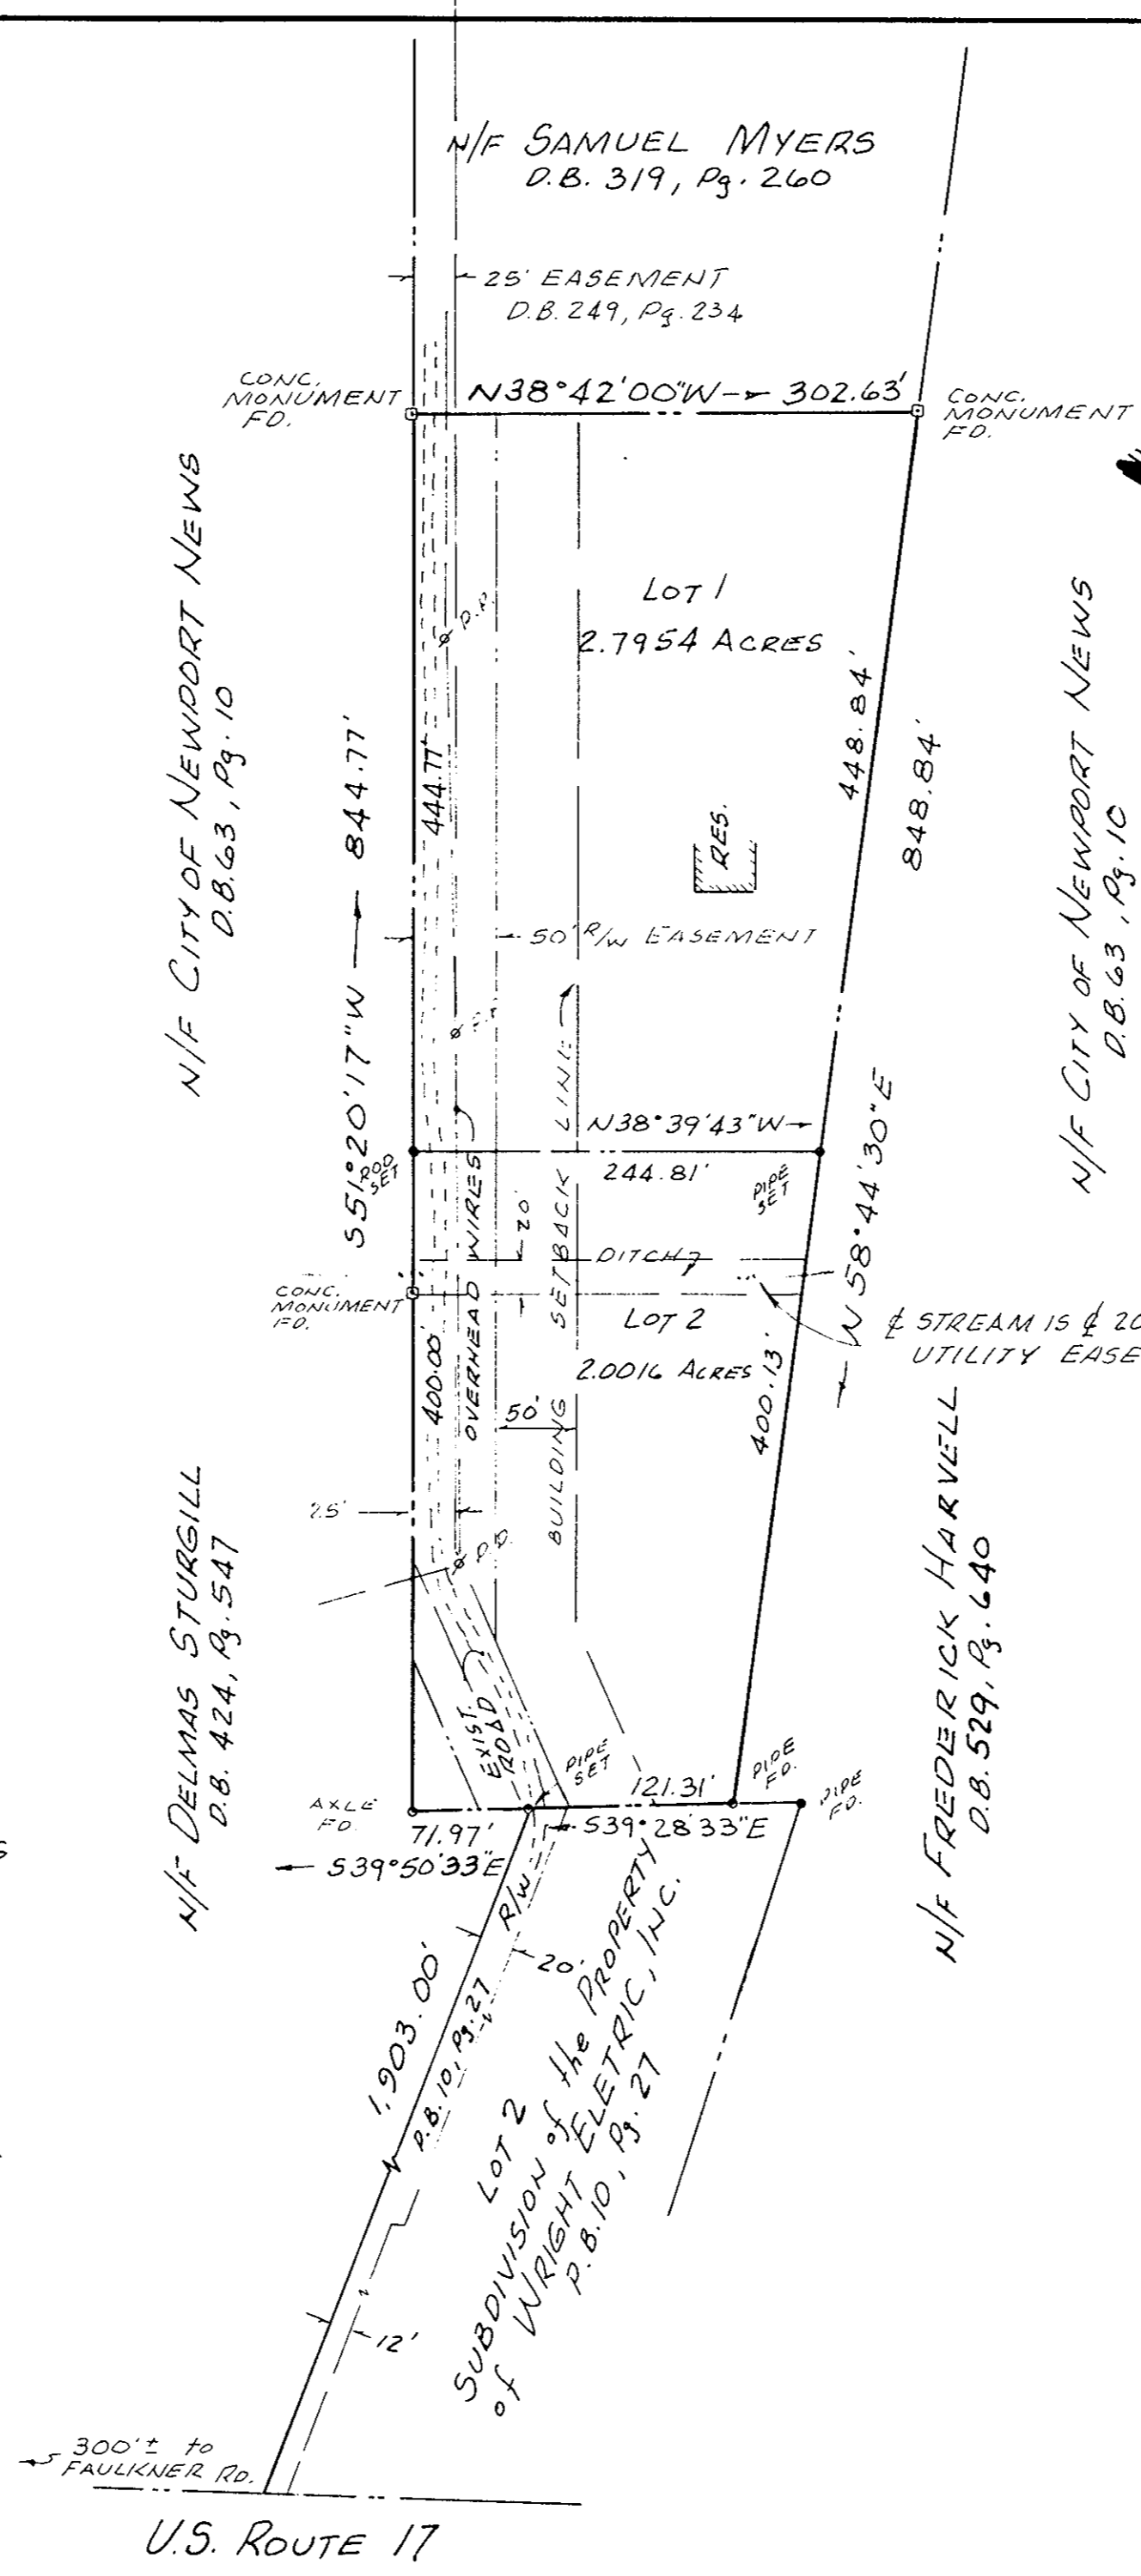 N/F SAMUEL MYERS
D.B. 319, Pg. 260
25' EASEMENT
D.B. 249, Pg. 234
CONC.
MONUMENT
FD.
N38°42'00"W 302.63'
CONC.
MONUMENT
FD.
N/F CITY OF NEWPORT NEWS
D.B. 63, Pg. 10
S51°20'17"W 844.77'
444.77'
P.P.
LOT 1
2.7954 ACRES
448.84'
848.84'
N/F CITY OF NEWPORT NEWS
D.B. 63, Pg. 10
RES.
50' R/W EASEMENT
N38°39'43"W
244.81'
ROD
SET
PIPE
SET
20'
DITCH
CONC.
MONUMENT
FD.
LOT 2
2.0016 ACRES
400.00'
OVERHEAD WIRES
BUILDING SETBACK LINE
50'
400.13'
W 58°44'30"E
℄ STREAM IS ℄ 20
UTILITY EASE
25'
P.P.
N/F DELMAS STURGILL
D.B. 424, Pg. 547
N/F FREDERICK HARVELL
D.B. 529, Pg. 640
EXIST.
ROAD
PIPE
SET
121.31'
PIPE
FD.
PIPE
FD.
AXLE
FD.
71.97'
S39°28'33"E
S39°50'33"E
R/W
20'
1,903.00'
P.B. 10, Pg. 27
LOT 2
SUBDIVISION of the PROPERTY
of WRIGHT ELETRIC, INC.
P.B. 10, Pg. 27
12'
300'± to
FAULKNER RD.
U.S. ROUTE 17